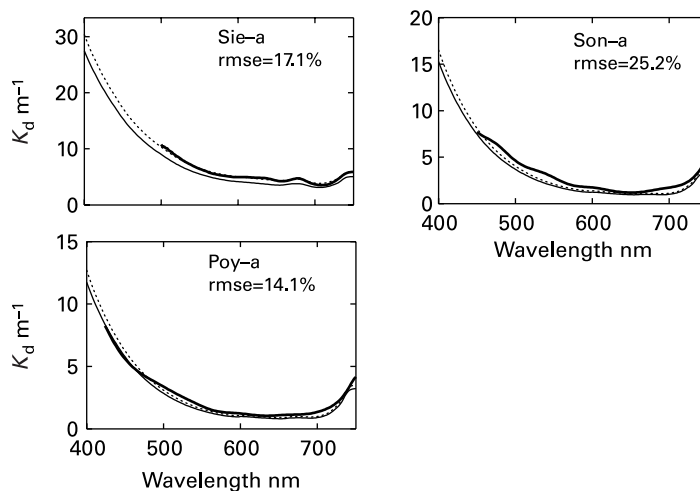 30
20
10
0
K_d m⁻¹
Sie–a
rmse=17.1%
20
15
10
5
0
Son–a
rmse=25.2%
400 500 600 700
Wavelength nm
15
10
5
0
K_d m⁻¹
Poy–a
rmse=14.1%
400 500 600 700
Wavelength nm